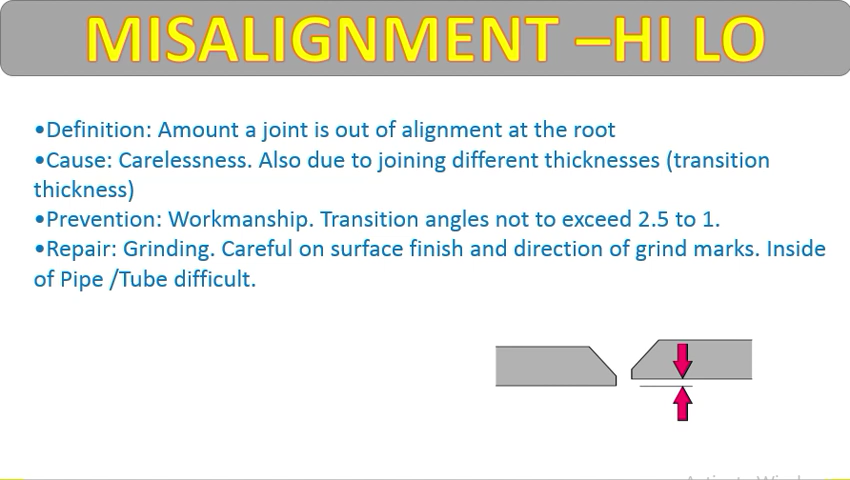 MISALIGNMENT –HI LO
•Definition: Amount a joint is out of alignment at the root
•Cause: Carelessness. Also due to joining different thicknesses (transition
thickness)
•Prevention: Workmanship. Transition angles not to exceed 2.5 to 1.
•Repair: Grinding. Careful on surface finish and direction of grind marks. Inside
of Pipe /Tube difficult.